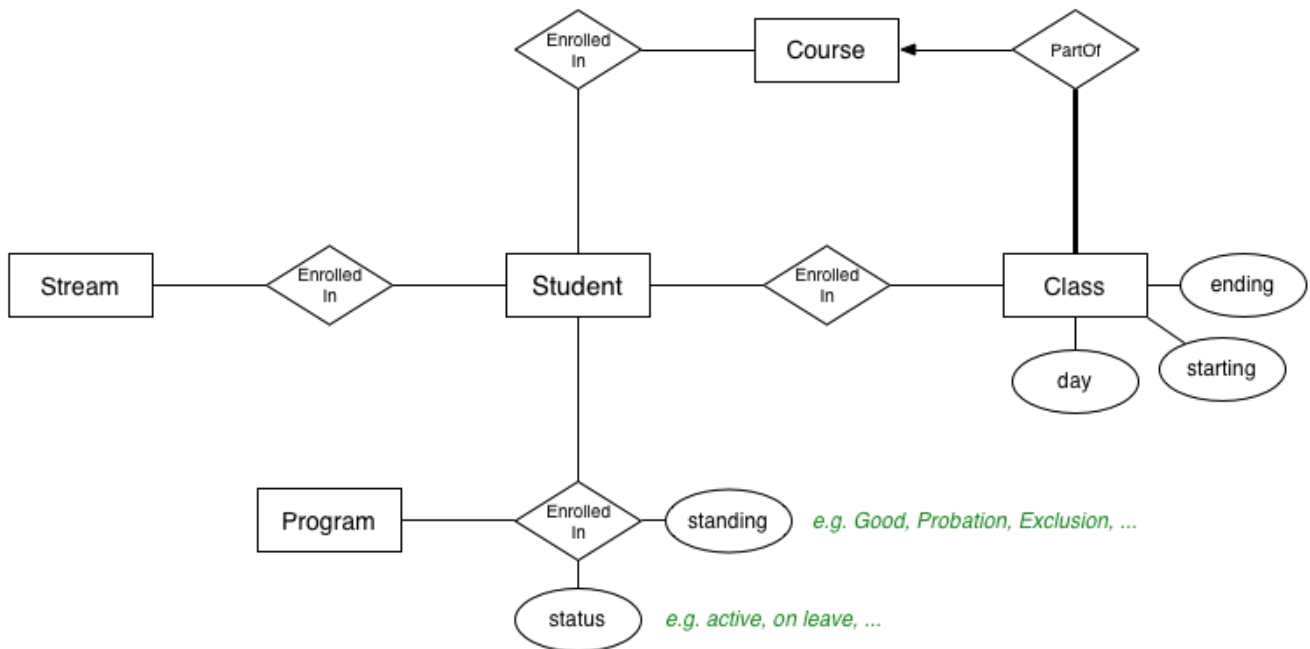 Enrolled
In
Course
PartOf
Stream
Enrolled
In
Student
Enrolled
In
Class
ending
day
starting
Program
Enrolled
In
standing
e.g. Good, Probation, Exclusion, ...
status
e.g. active, on leave, ...